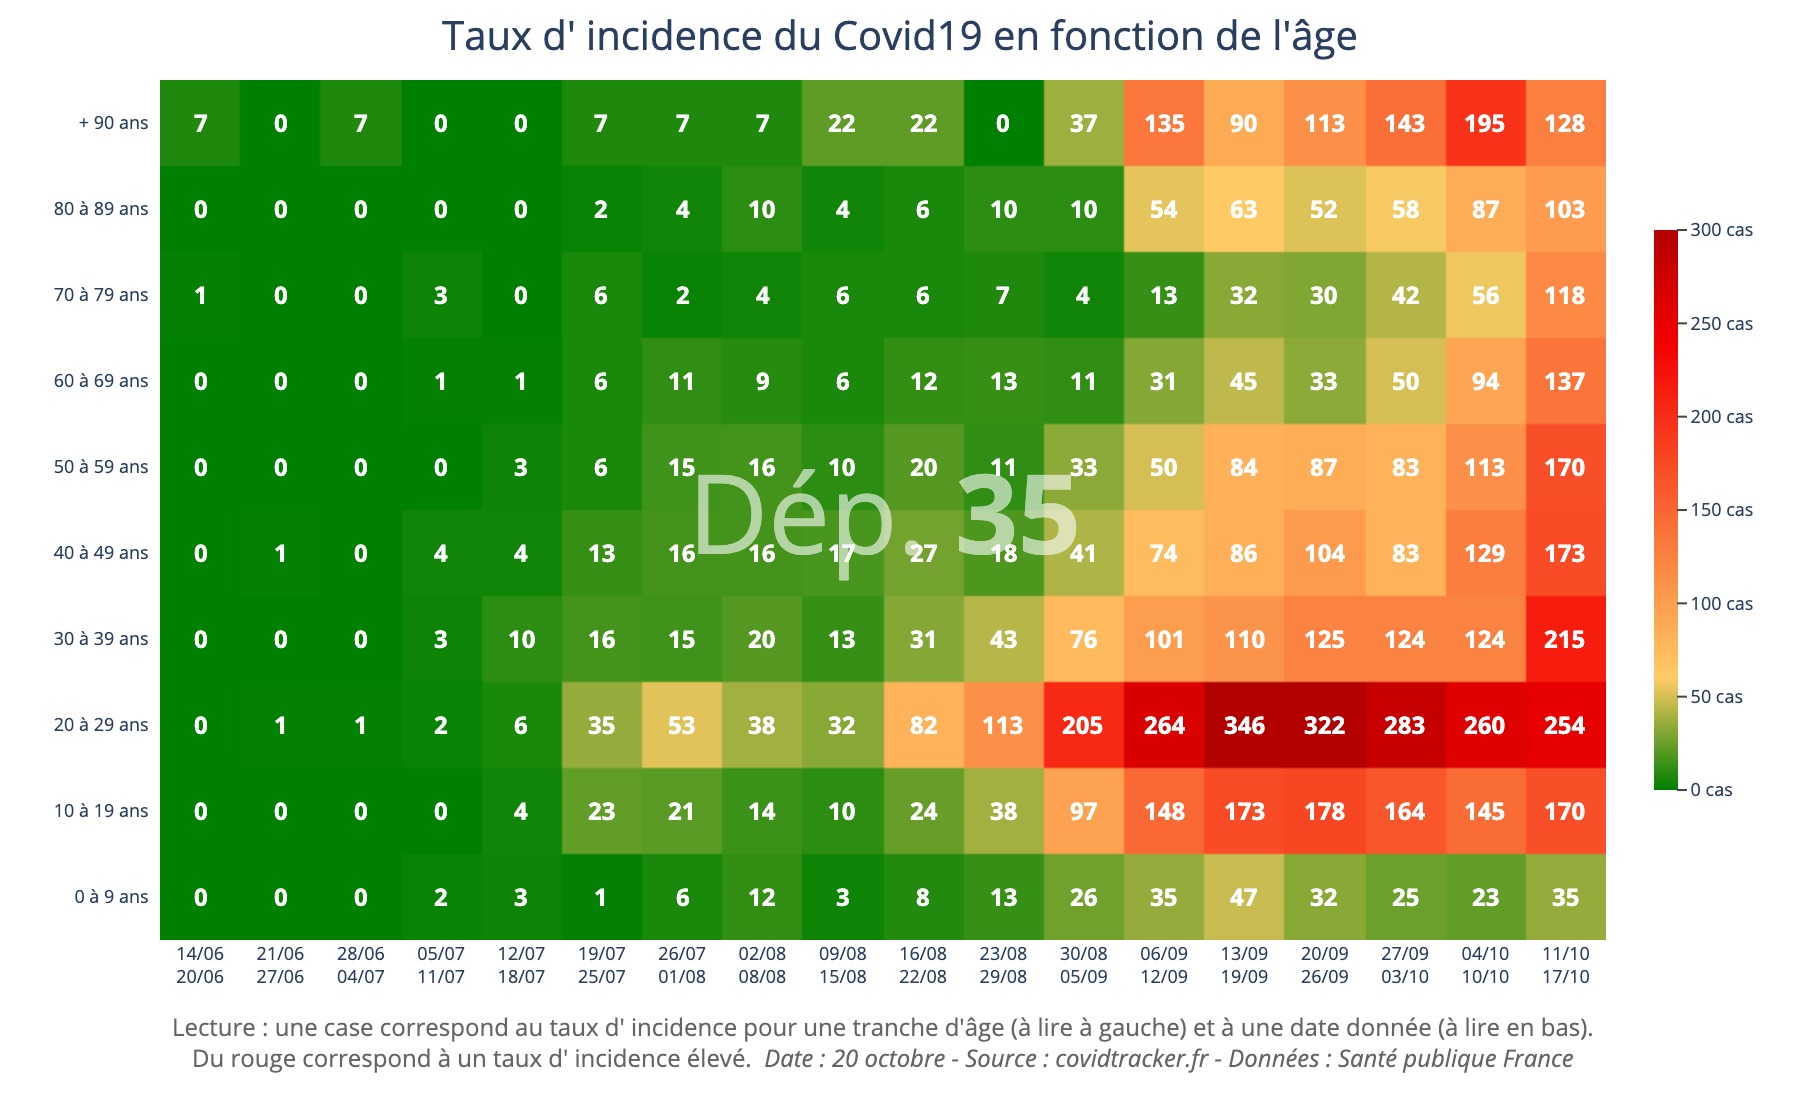 Taux d' incidence du Covid19 en fonction de l'âge
+ 90 ans 7 0 7 0 0 7 7 7 22 22 0 37 135 90 113 143 195 128
80 à 89 ans 0 0 0 0 0 2 4 10 4 6 10 10 54 63 52 58 87 103
300 cas
70 à 79 ans 1 0 0 3 0 6 2 4 6 6 7 4 13 32 30 42 56 118
250 cas
60 à 69 ans 0 0 0 1 1 6 11 9 6 12 13 11 31 45 33 50 94 137
200 cas
50 à 59 ans 0 0 0 0 3 6 15 16 10 20 11 33 50 84 87 83 113 170
Dép. 35
150 cas
40 à 49 ans 0 1 0 4 4 13 16 16 17 27 18 41 74 86 104 83 129 173
100 cas
30 à 39 ans 0 0 0 3 10 16 15 20 13 31 43 76 101 110 125 124 124 215
50 cas
20 à 29 ans 0 1 1 2 6 35 53 38 32 82 113 205 264 346 322 283 260 254
0 cas
10 à 19 ans 0 0 0 0 4 23 21 14 10 24 38 97 148 173 178 164 145 170
0 à 9 ans 0 0 0 2 3 1 6 12 3 8 13 26 35 47 32 25 23 35
14/06 21/06 28/06 05/07 12/07 19/07 26/07 02/08 09/08 16/08 23/08 30/08 06/09 13/09 20/09 27/09 04/10 11/10
20/06 27/06 04/07 11/07 18/07 25/07 01/08 08/08 15/08 22/08 29/08 05/09 12/09 19/09 26/09 03/10 10/10 17/10
Lecture : une case correspond au taux d' incidence pour une tranche d'âge (à lire à gauche) et à une date donnée (à lire en bas).
Du rouge correspond à un taux d' incidence élevé. Date : 20 octobre - Source : covidtracker.fr - Données : Santé publique France